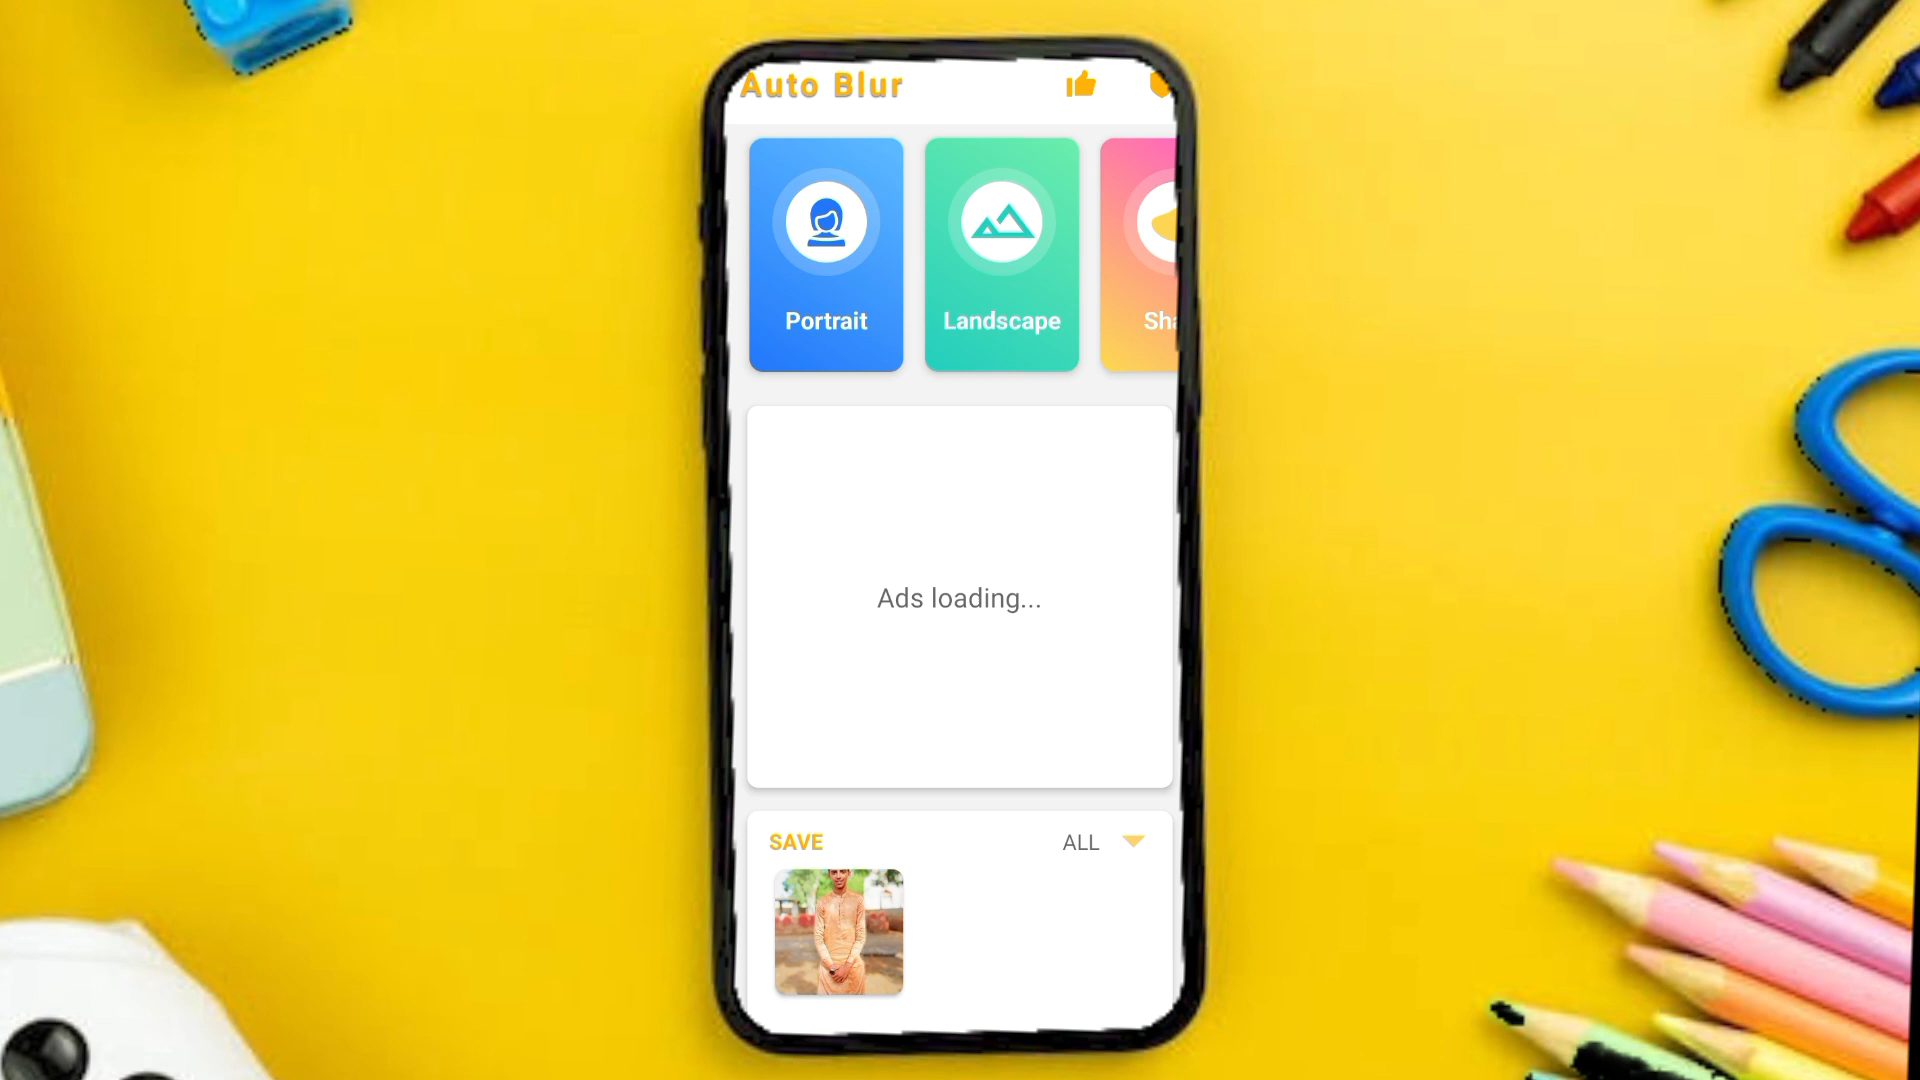 Auto Blur
Portrait
Landscape
Sha
Ads loading...
SAVE
ALL